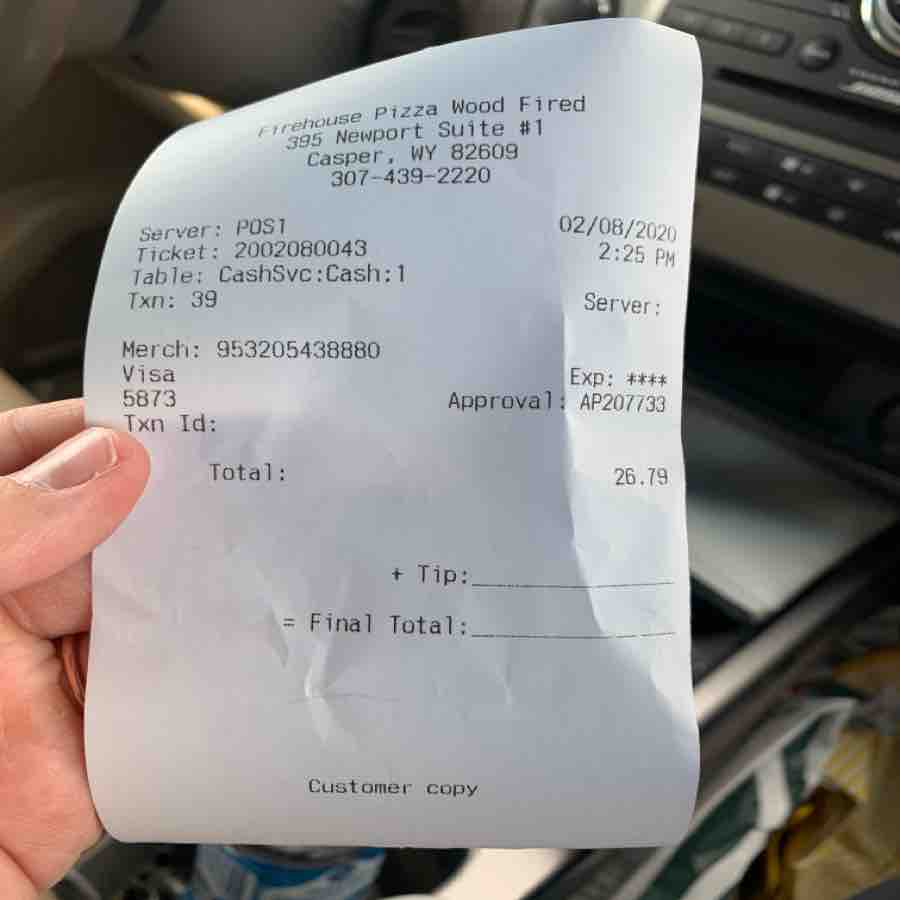 Firehouse Pizza Wood Fired
395 Newport Suite #1
Casper, WY 82609
307-439-2220
Server: POS1 02/08/2020
Ticket: 2002080043 2:25 PM
Table: CashSvc:Cash:1
Txn: 39 Server:
Merch: 953205438880
Visa Exp: ****
5873 Approval: AP207733
Txn Id:
Total: 26.79
+ Tip:
= Final Total:
Customer copy